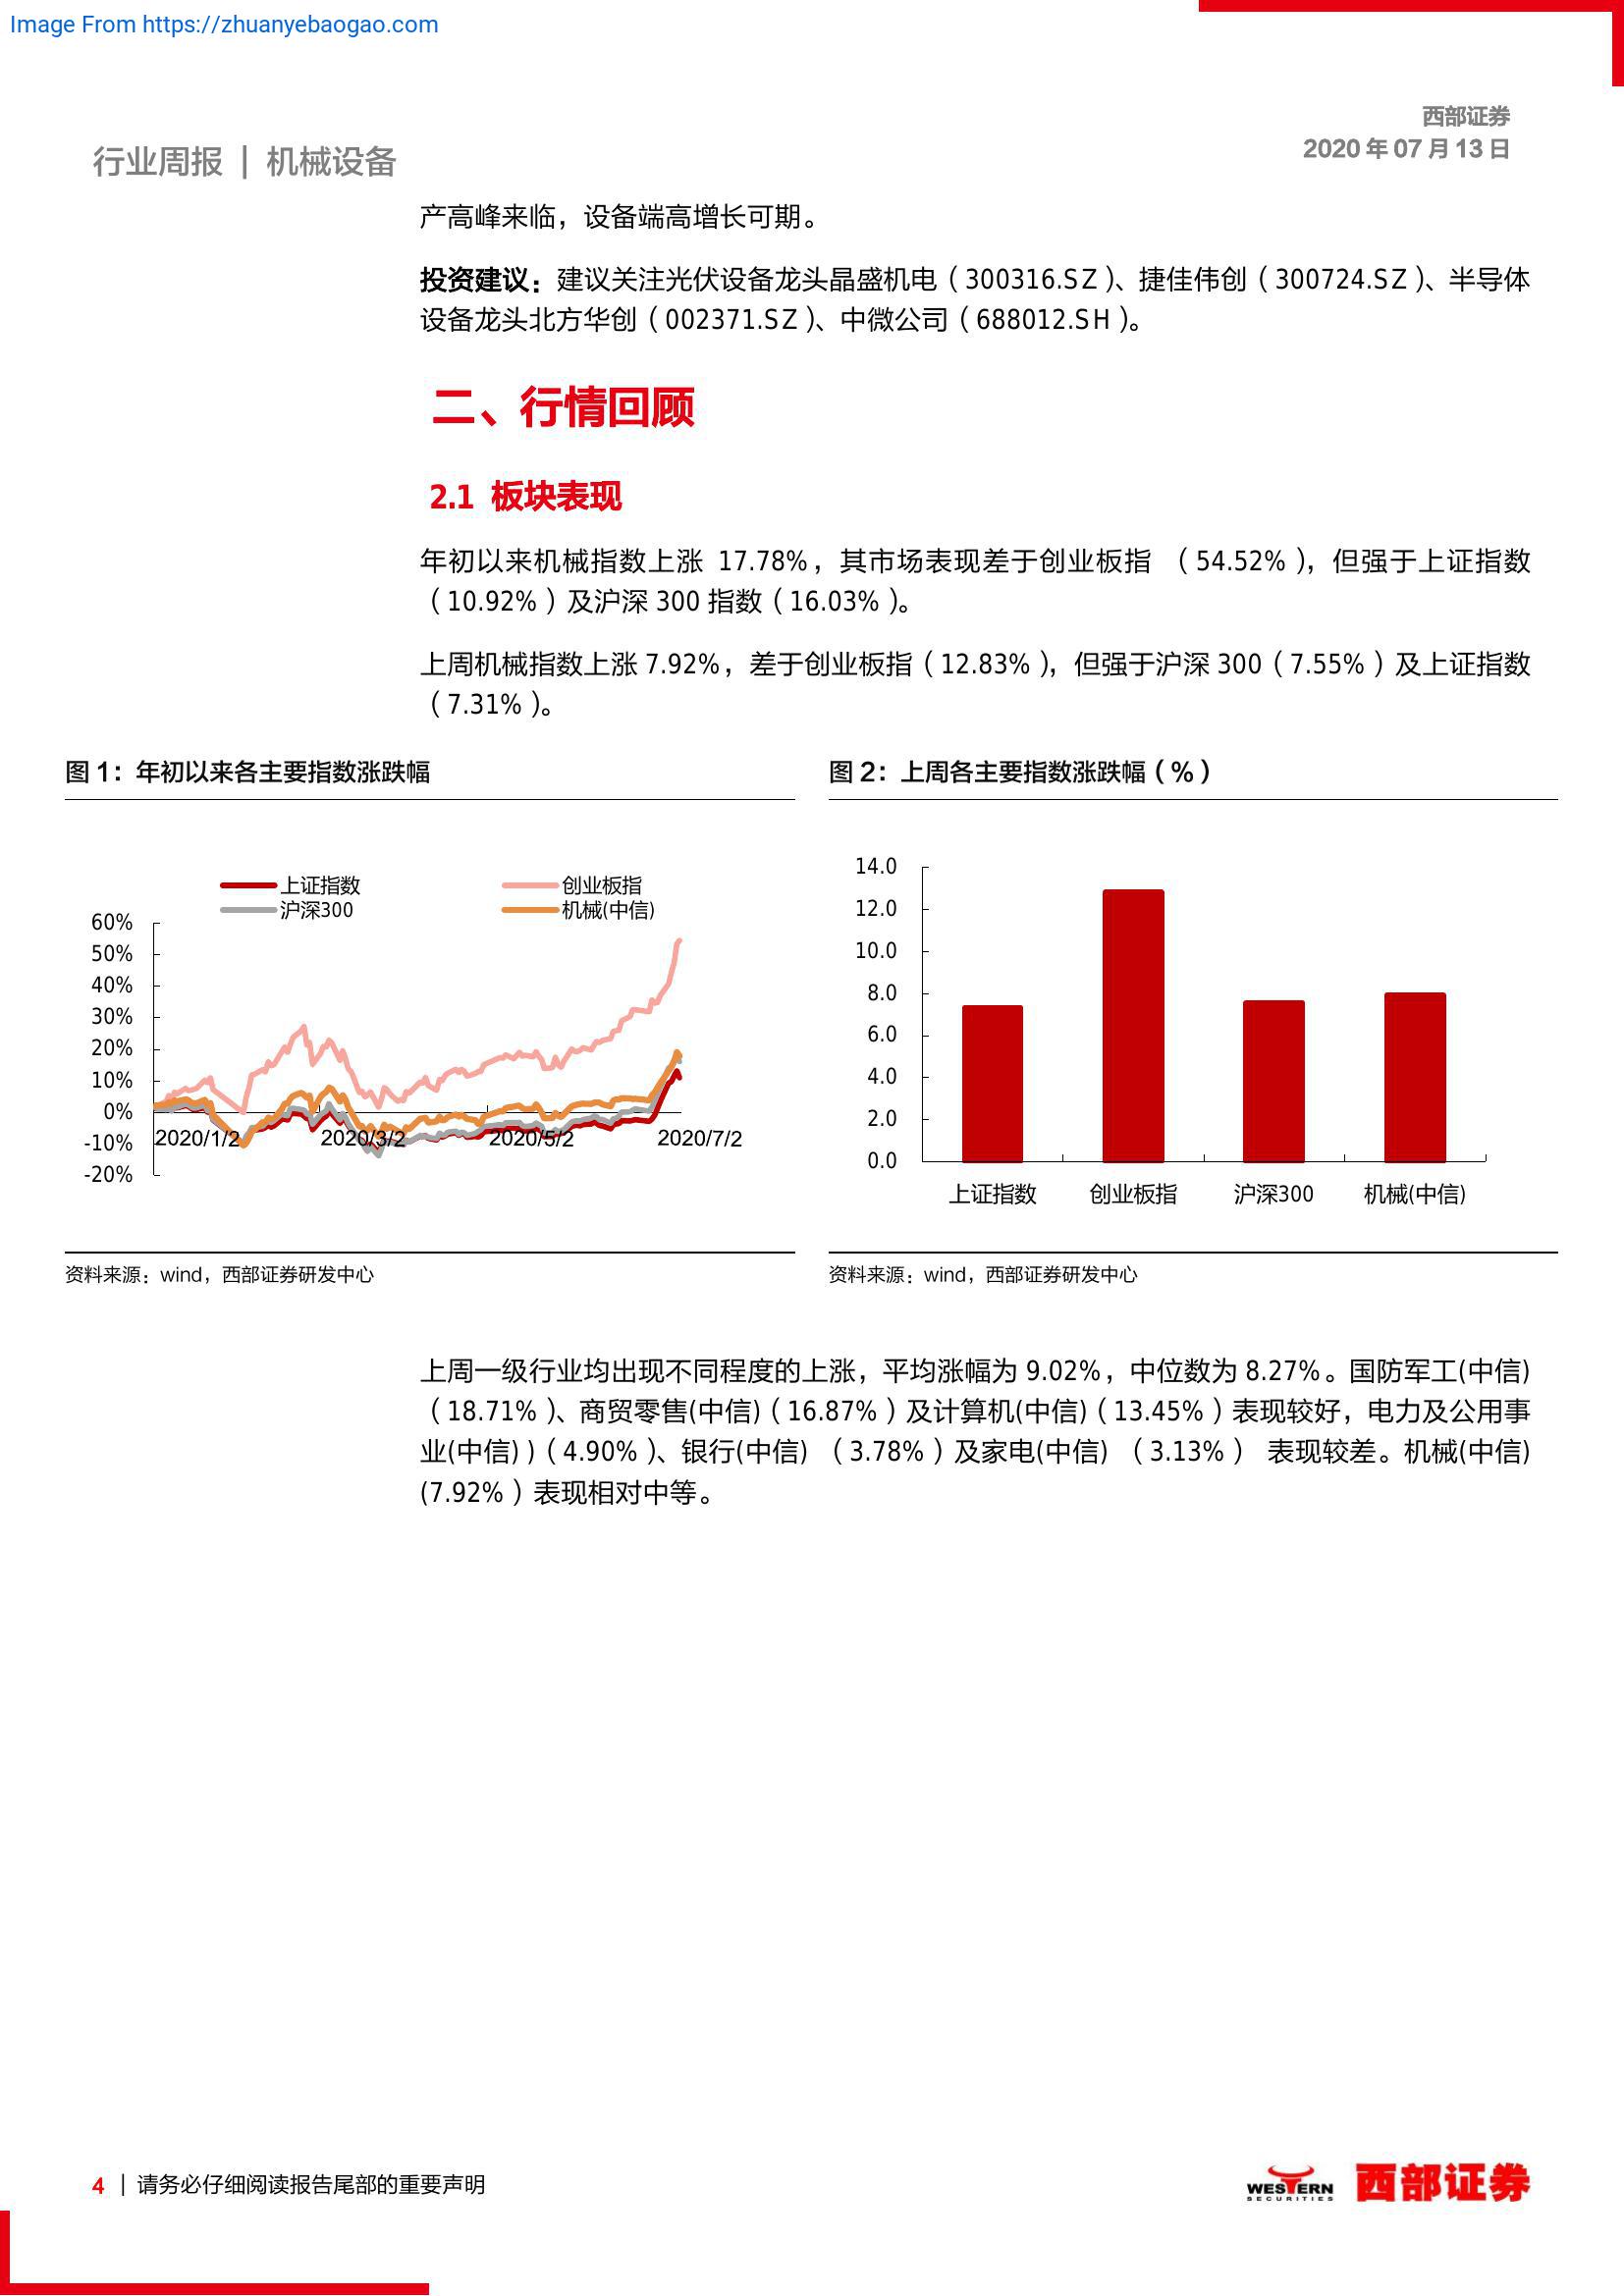 Image From https://zhuanyebaogao.com
西部证券
2020 年 07 月 13 日
行业周报 | 机械设备
产高峰来临，设备端高增长可期。
投资建议：建议关注光伏设备龙头晶盛机电（300316.SZ）、捷佳伟创（300724.SZ）、半导体
设备龙头北方华创（002371.SZ）、中微公司（688012.SH）。
二、行情回顾
2.1 板块表现
年初以来机械指数上涨 17.78%，其市场表现差于创业板指 （54.52%），但强于上证指数
（10.92%）及沪深 300 指数（16.03%）。
上周机械指数上涨 7.92%，差于创业板指（12.83%），但强于沪深 300（7.55%）及上证指数
（7.31%）。
图 1：年初以来各主要指数涨跌幅
上证指数 创业板指
沪深300 机械(中信)
60%
50%
40%
30%
20%
10%
0%
-10%
-20%
2020/1/2 2020/3/2 2020/5/2 2020/7/2
资料来源：wind，西部证券研发中心
图 2：上周各主要指数涨跌幅（%）
14.0
12.0
10.0
8.0
6.0
4.0
2.0
0.0
上证指数 创业板指 沪深300 机械(中信)
资料来源：wind，西部证券研发中心
上周一级行业均出现不同程度的上涨，平均涨幅为 9.02%，中位数为 8.27%。国防军工(中信)
（18.71%）、商贸零售(中信)（16.87%）及计算机(中信)（13.45%）表现较好，电力及公用事
业(中信) )（4.90%）、银行(中信) （3.78%）及家电(中信) （3.13%） 表现较差。机械(中信)
(7.92%）表现相对中等。
4 | 请务必仔细阅读报告尾部的重要声明
WESTERN
SECURITIES
西部证券